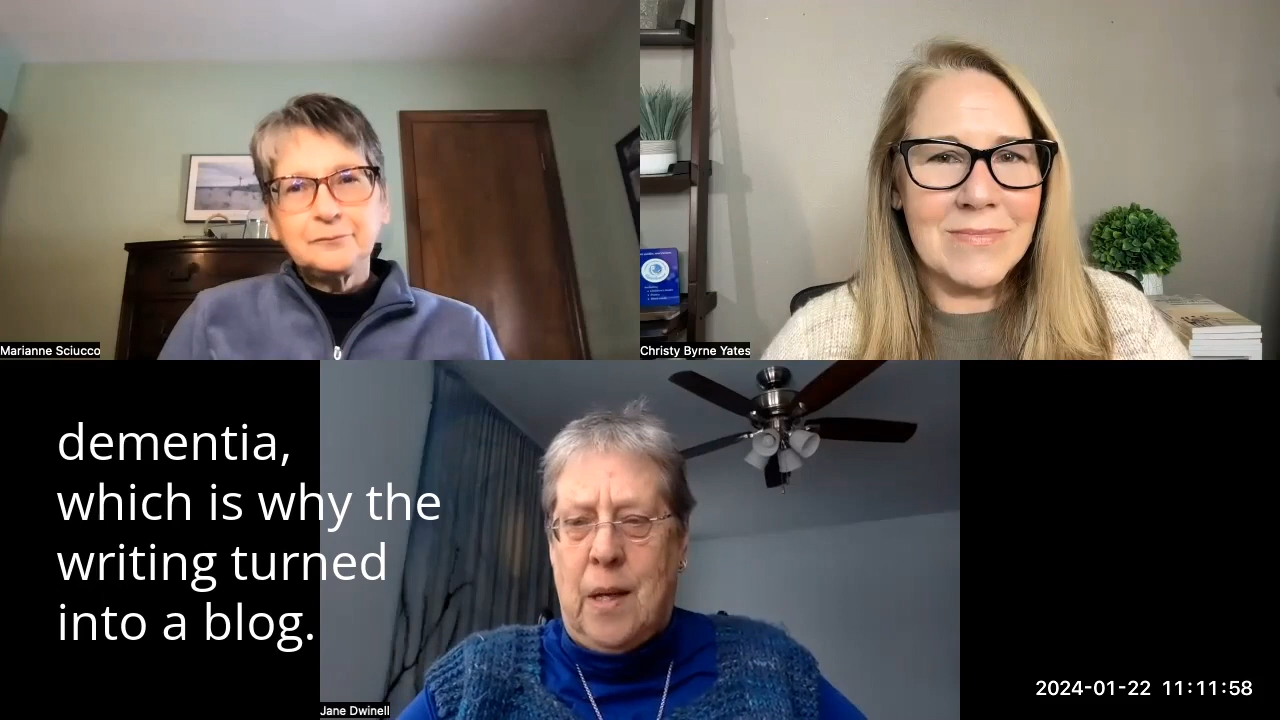 Marianne Sciucco
Christy Byrne Yates
dementia,
which is why the
writing turned
into a blog.
Jane Dwinell
2024-01-22 11:11:58